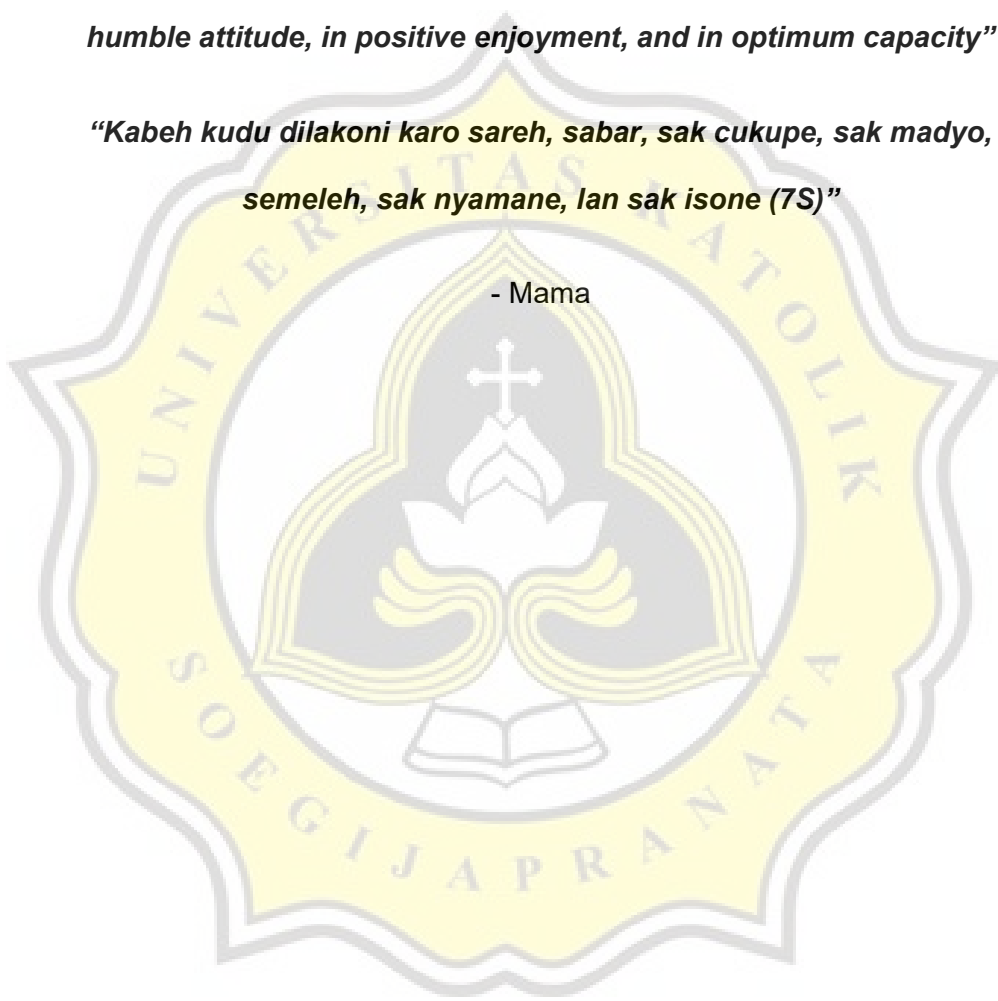 humble attitude, in positive enjoyment, and in optimum capacity”
“Kabeh kudu dilakoni karo sareh, sabar, sak cukupe, sak madyo,
semeleh, sak nyamane, lan sak isone (7S)”
- Mama
UNIVERSITAS KATOLIK
SOEGIJAPRANATA